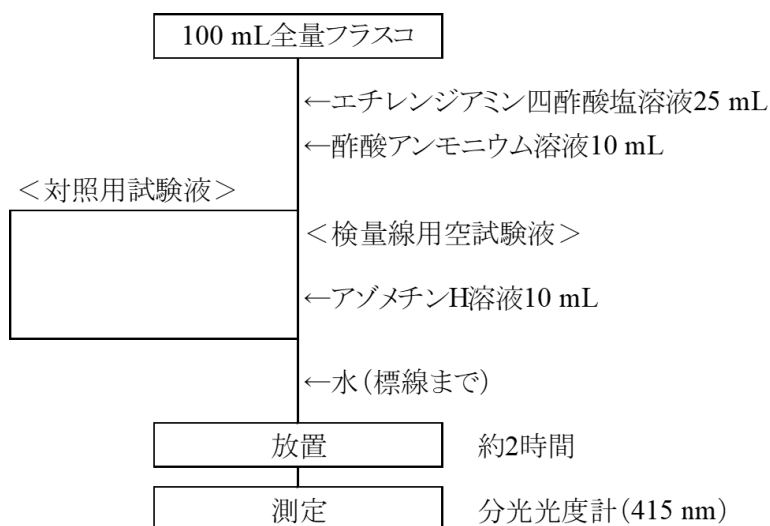 100 mL全量フラスコ
←エチレンジアミン四酢酸塩溶液25 mL
←酢酸アンモニウム溶液10 mL
＜対照用試験液＞
＜検量線用空試験液＞
←アゾメチンH溶液10 mL
←水（標線まで）
放置 約2時間
測定 分光光度計（415 nm）